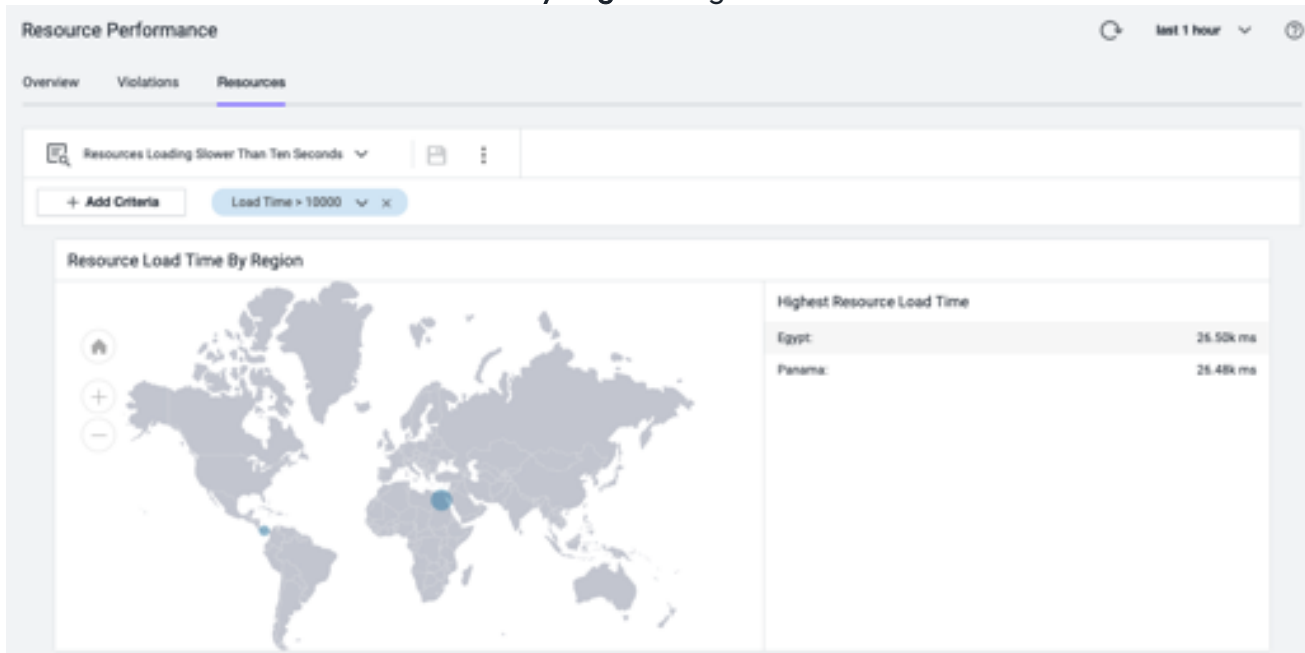 Resource Performance
last 1 hour
Overview Violations Resources
Resources Loading Slower Than Ten Seconds
+ Add Criteria Load Time > 10000 x
Resource Load Time By Region
Highest Resource Load Time
Egypt: 26.50k ms
Panama: 26.48k ms